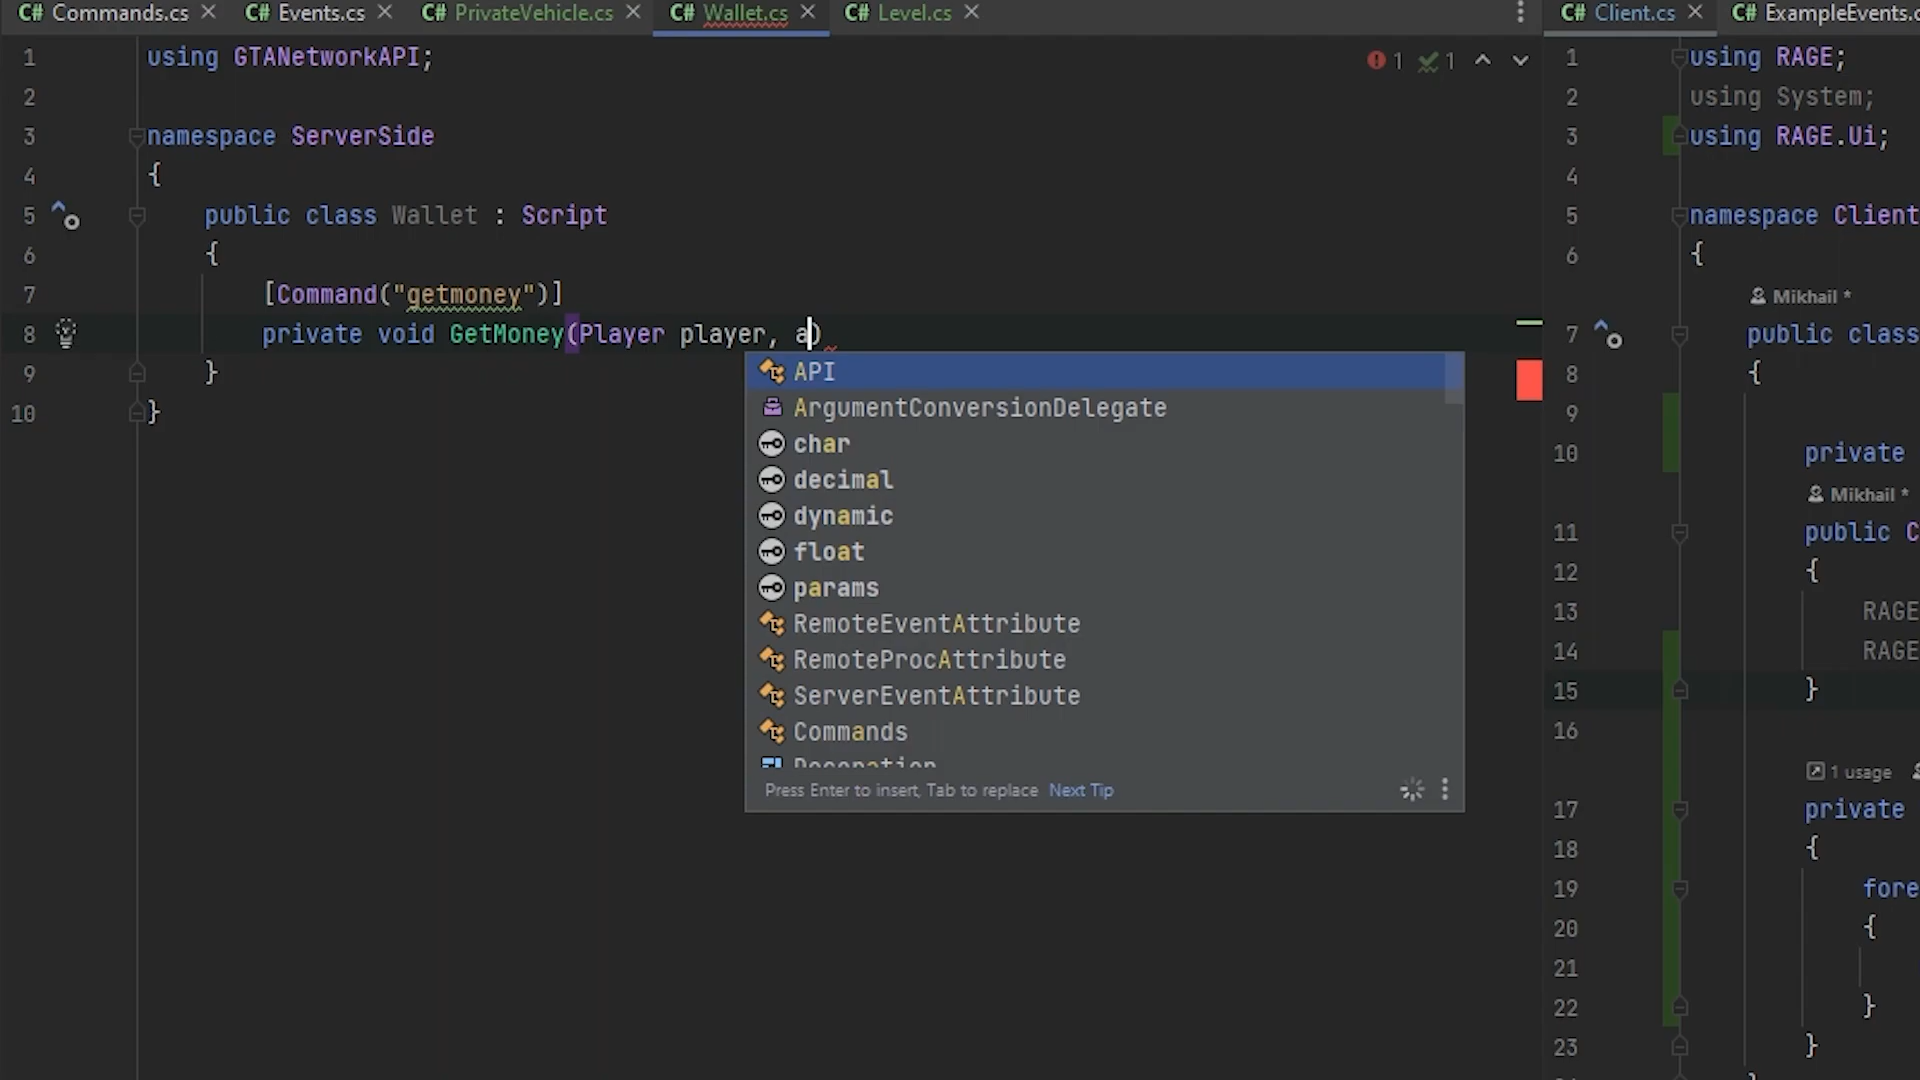 C# Commands.cs C# Events.cs C# PrivateVehicle.cs C# Wallet.cs C# Level.cs
1 using GTANetworkAPI;
2
3 namespace ServerSide
4 {
5 public class Wallet : Script
6 {
7 [Command("getmoney")]
8 private void GetMoney(Player player, a)
9 }
10 }
1 1
API
ArgumentConversionDelegate
char
decimal
dynamic
float
params
RemoteEventAttribute
RemoteProcAttribute
ServerEventAttribute
Commands
Press Enter to insert, Tab to replace Next Tip
C# Client.cs C# ExampleEvents.c
1 using RAGE;
2 using System;
3 using RAGE.Ui;
4
5 namespace Client
6 {
Mikhail *
7 public class
8 {
9
10 private
Mikhail *
11 public C
12 {
13 RAGE
14 RAGE
15 }
16
1 usage
17 private
18 {
19 fore
20 {
21
22 }
23 }